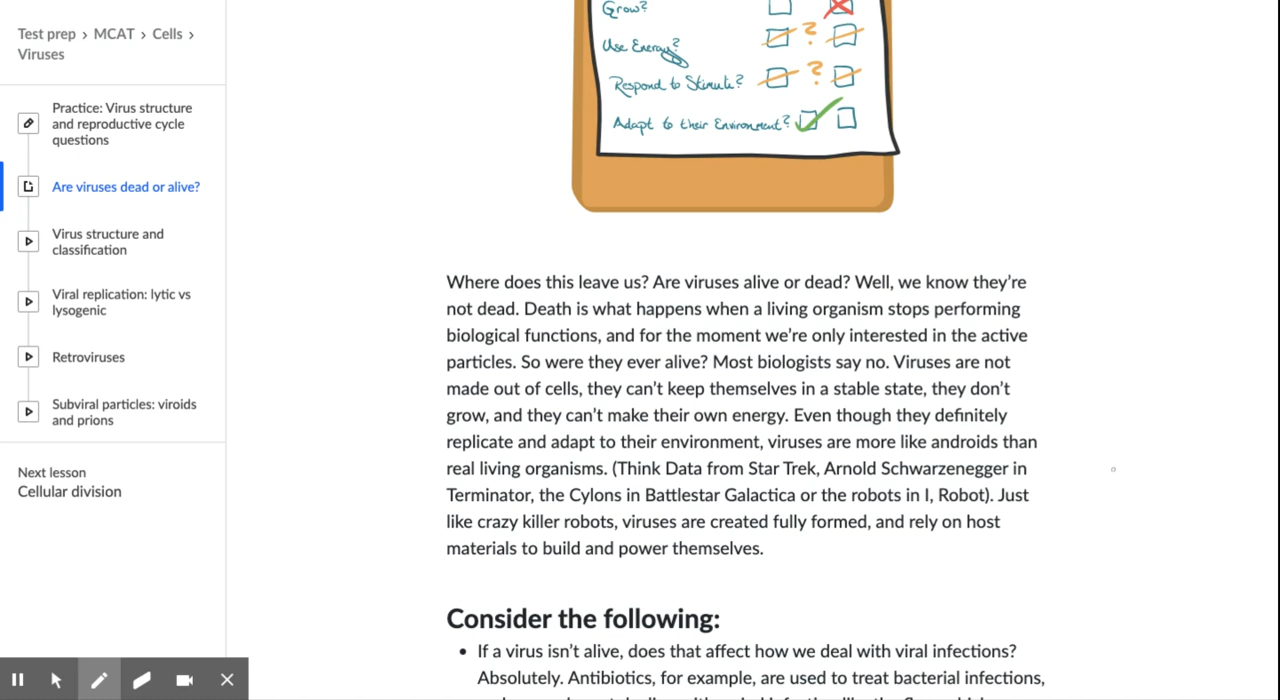 Test prep › MCAT › Cells ›
Viruses
Practice: Virus structure
and reproductive cycle
questions
Are viruses dead or alive?
Virus structure and
classification
Viral replication: lytic vs
lysogenic
Retroviruses
Subviral particles: viroids
and prions
Next lesson
Cellular division
Grow?
Use Energy?
?
Respond to Stimuli?
?
Adapt to their Environment?
Where does this leave us? Are viruses alive or dead? Well, we know they're
not dead. Death is what happens when a living organism stops performing
biological functions, and for the moment we're only interested in the active
particles. So were they ever alive? Most biologists say no. Viruses are not
made out of cells, they can't keep themselves in a stable state, they don't
grow, and they can't make their own energy. Even though they definitely
replicate and adapt to their environment, viruses are more like androids than
real living organisms. (Think Data from Star Trek, Arnold Schwarzenegger in
Terminator, the Cylons in Battlestar Galactica or the robots in I, Robot). Just
like crazy killer robots, viruses are created fully formed, and rely on host
materials to build and power themselves.
Consider the following:
• If a virus isn't alive, does that affect how we deal with viral infections?
Absolutely. Antibiotics, for example, are used to treat bacterial infections,